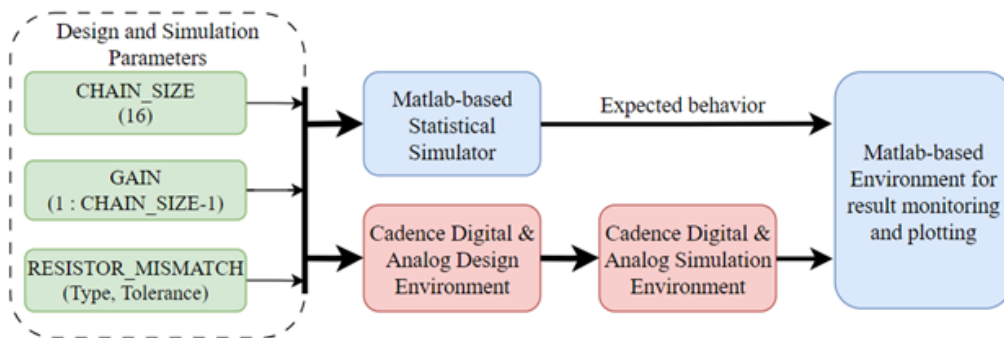 Design and Simulation
Parameters
CHAIN_SIZE
(16)
GAIN
(1 : CHAIN_SIZE-1)
RESISTOR_MISMATCH
(Type, Tolerance)
Matlab-based
Statistical
Simulator
Expected behavior
Cadence Digital &
Analog Design
Environment
Cadence Digital &
Analog Simulation
Environment
Matlab-based
Environment for
result monitoring
and plotting